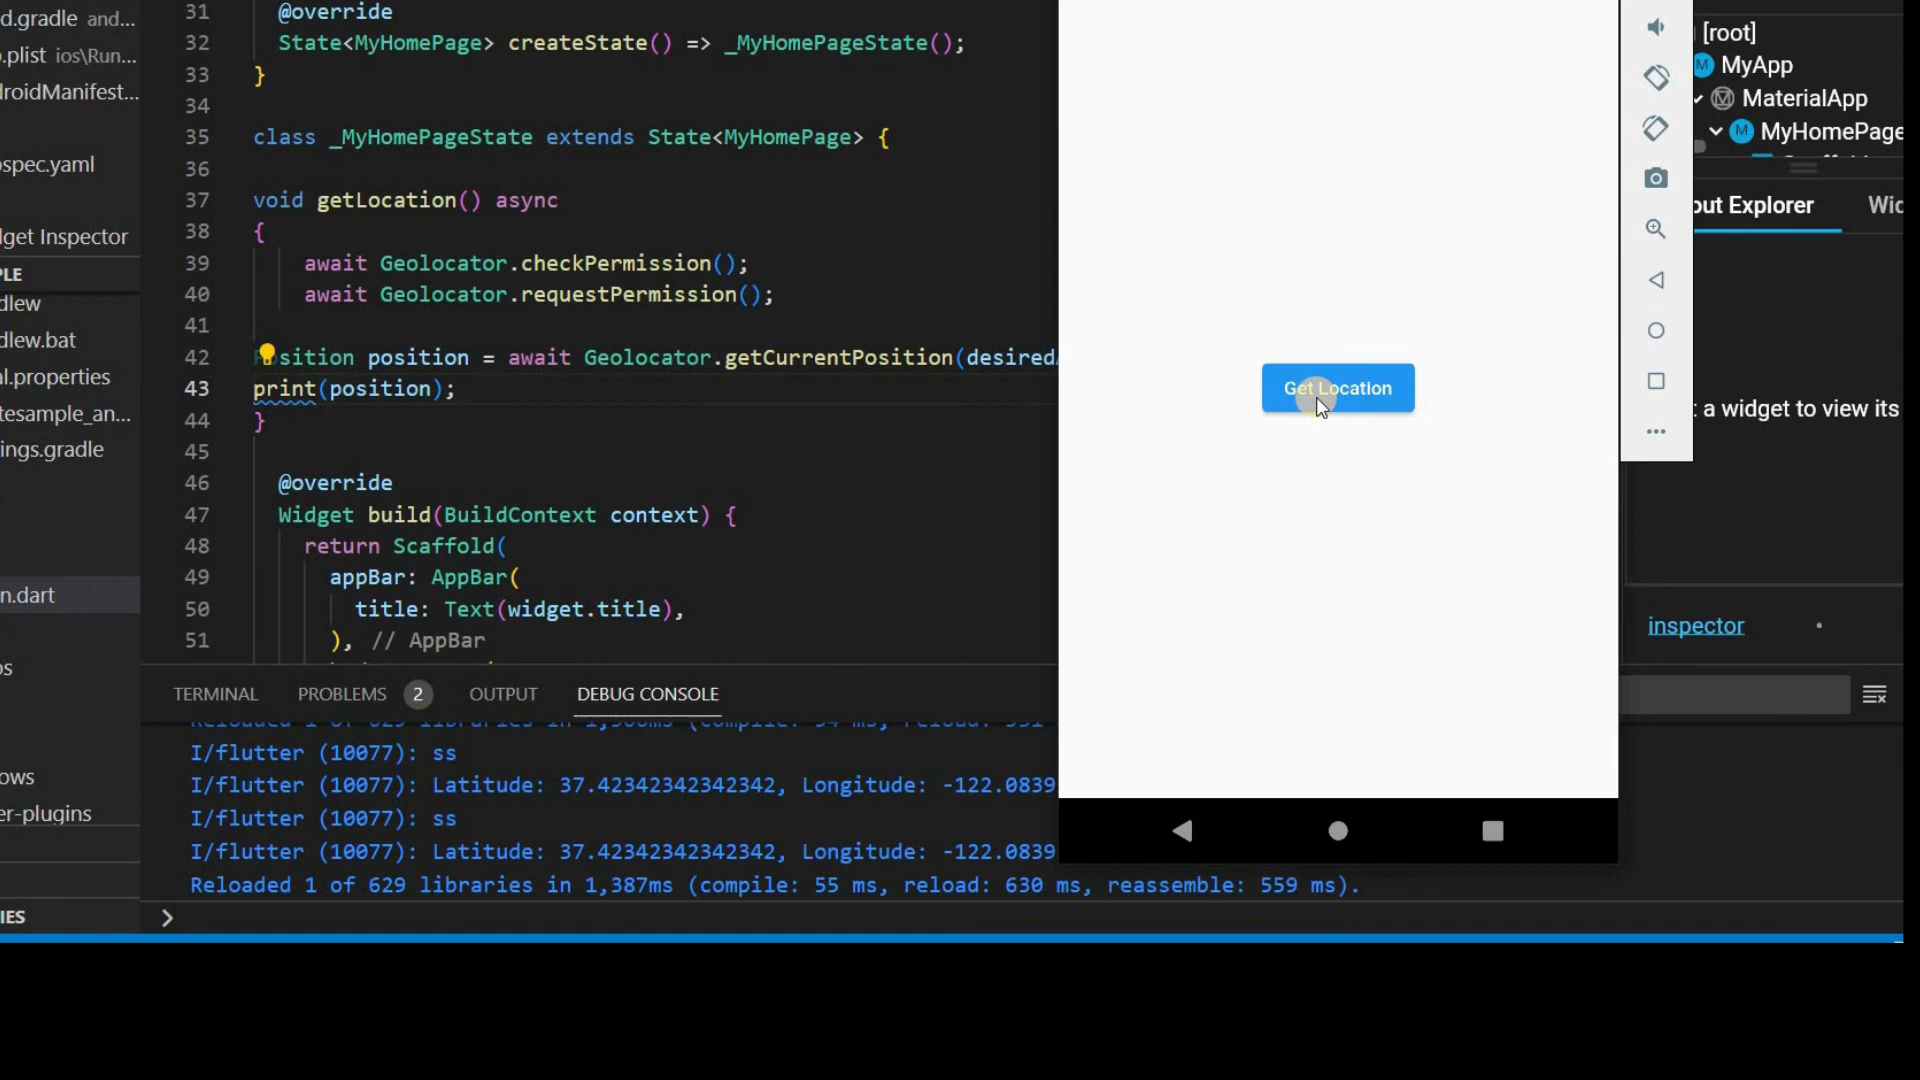 d.gradle and...
.plist ios\Run...
droidManifest...
spec.yaml
lget Inspector
PLE
dlew
dlew.bat
al.properties
tesample_an...
ings.gradle
n.dart
os
ows
er-plugins
IES
31 @override
32 State<MyHomePage> createState() => _MyHomePageState();
33 }
34
35 class _MyHomePageState extends State<MyHomePage> {
36
37 void getLocation() async
38 {
39 await Geolocator.checkPermission();
40 await Geolocator.requestPermission();
41
42 Position position = await Geolocator.getCurrentPosition(desired
43 print(position);
44 }
45
46 @override
47 Widget build(BuildContext context) {
48 return Scaffold(
49 appBar: AppBar(
50 title: Text(widget.title),
51 ), // AppBar
TERMINAL PROBLEMS 2 OUTPUT DEBUG CONSOLE
I/flutter (10077): ss
I/flutter (10077): Latitude: 37.42342342342342, Longitude: -122.0839
I/flutter (10077): ss
I/flutter (10077): Latitude: 37.42342342342342, Longitude: -122.0839
Reloaded 1 of 629 libraries in 1,387ms (compile: 55 ms, reload: 630 ms, reassemble: 559 ms).
Get Location
[root]
MyApp
MaterialApp
MyHomePage
out Explorer Wid
t a widget to view its
inspector